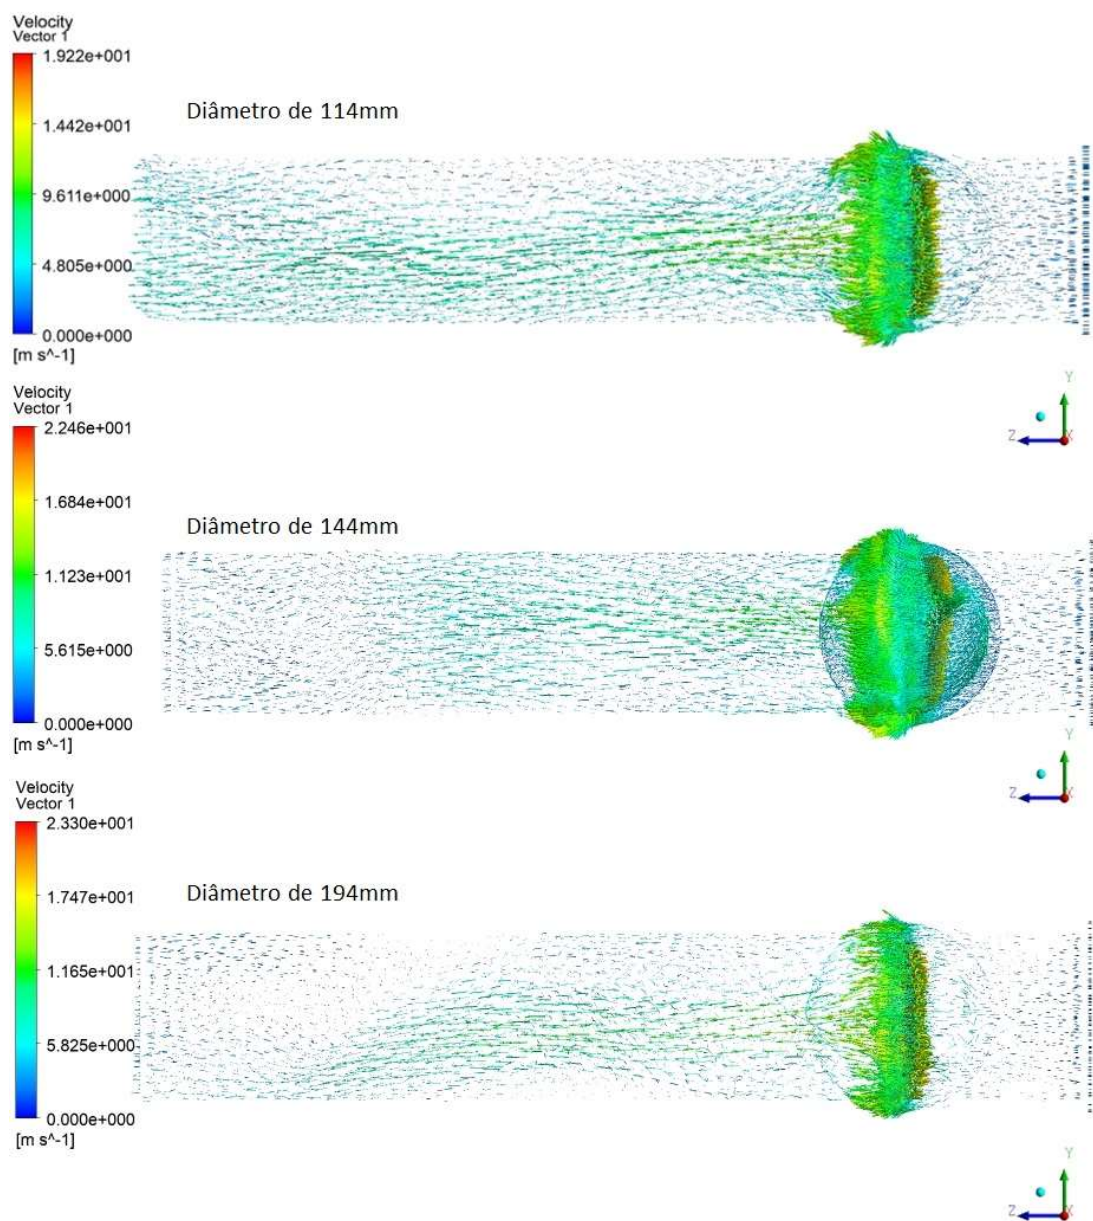 Velocity
Vector 1
1.922e+001
Diâmetro de 114mm
1.442e+001
9.611e+000
4.805e+000
0.000e+000
[m s^-1]
Y
Z
X
Velocity
Vector 1
2.246e+001
Diâmetro de 144mm
1.684e+001
1.123e+001
5.615e+000
0.000e+000
[m s^-1]
Y
Z
X
Velocity
Vector 1
2.330e+001
Diâmetro de 194mm
1.747e+001
1.165e+001
5.825e+000
0.000e+000
[m s^-1]
Y
Z
X